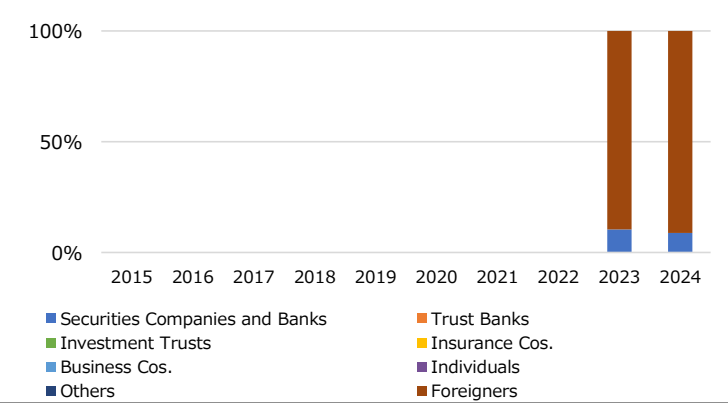 100%
50%
0%
2015 2016 2017 2018 2019 2020 2021 2022 2023 2024
Securities Companies and Banks Trust Banks
Investment Trusts Insurance Cos.
Business Cos. Individuals
Others Foreigners